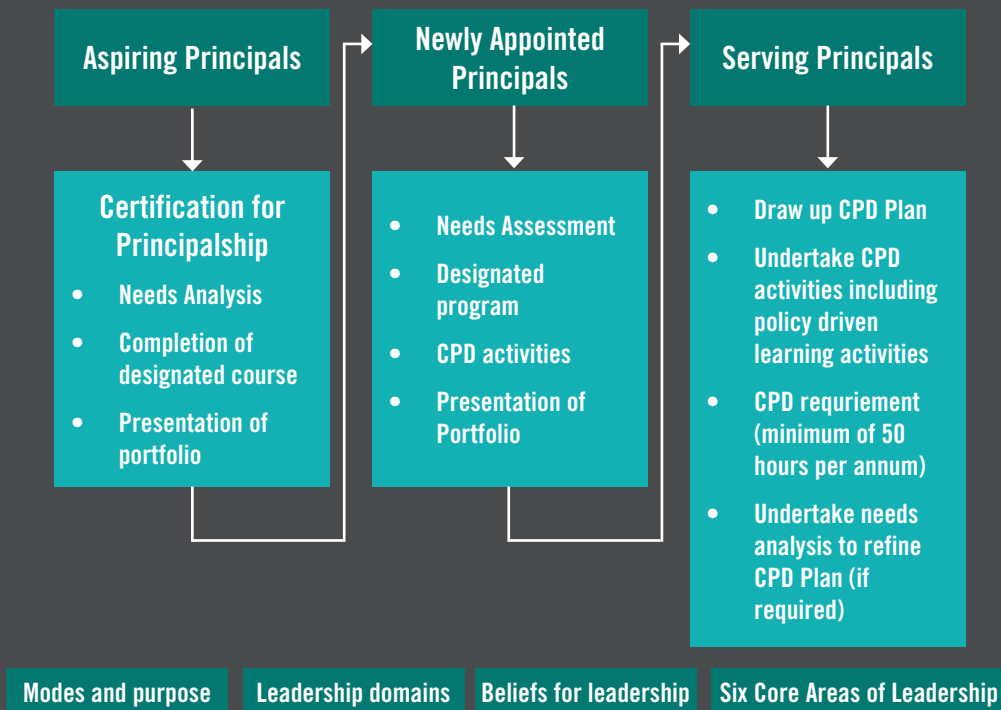 Aspiring Principals
Certification for
Principalship
• Needs Analysis
• Completion of
designated course
• Presentation of
portfolio
Newly Appointed
Principals
• Needs Assessment
• Designated
program
• CPD activities
• Presentation of
Portfolio
Serving Principals
• Draw up CPD Plan
• Undertake CPD
activities including
policy driven
learning activities
• CPD requriement
(minimum of 50
hours per annum)
• Undertake needs
analysis to refine
CPD Plan (if
required)
Modes and purpose
Leadership domains
Beliefs for leadership
Six Core Areas of Leadership